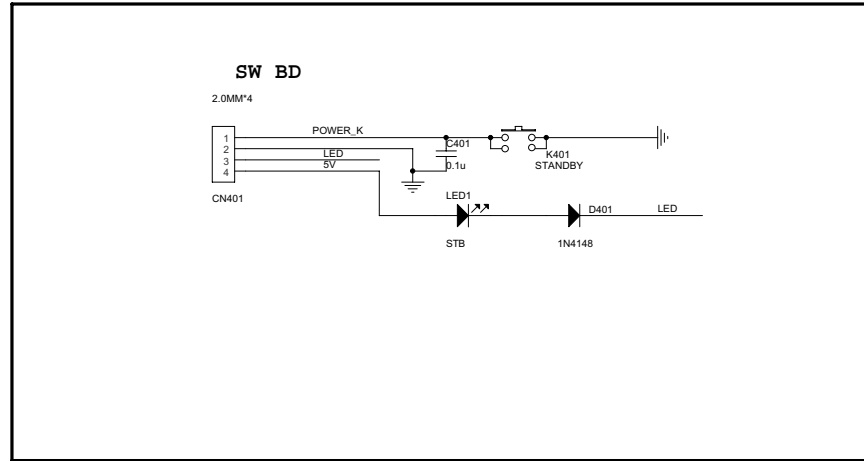 SW BD
2.0MM*4
1 POWER_K
2
3 LED
4 5V
CN401
C401
0.1u
K401
STANDBY
LED1
STB
D401
1N4148
LED